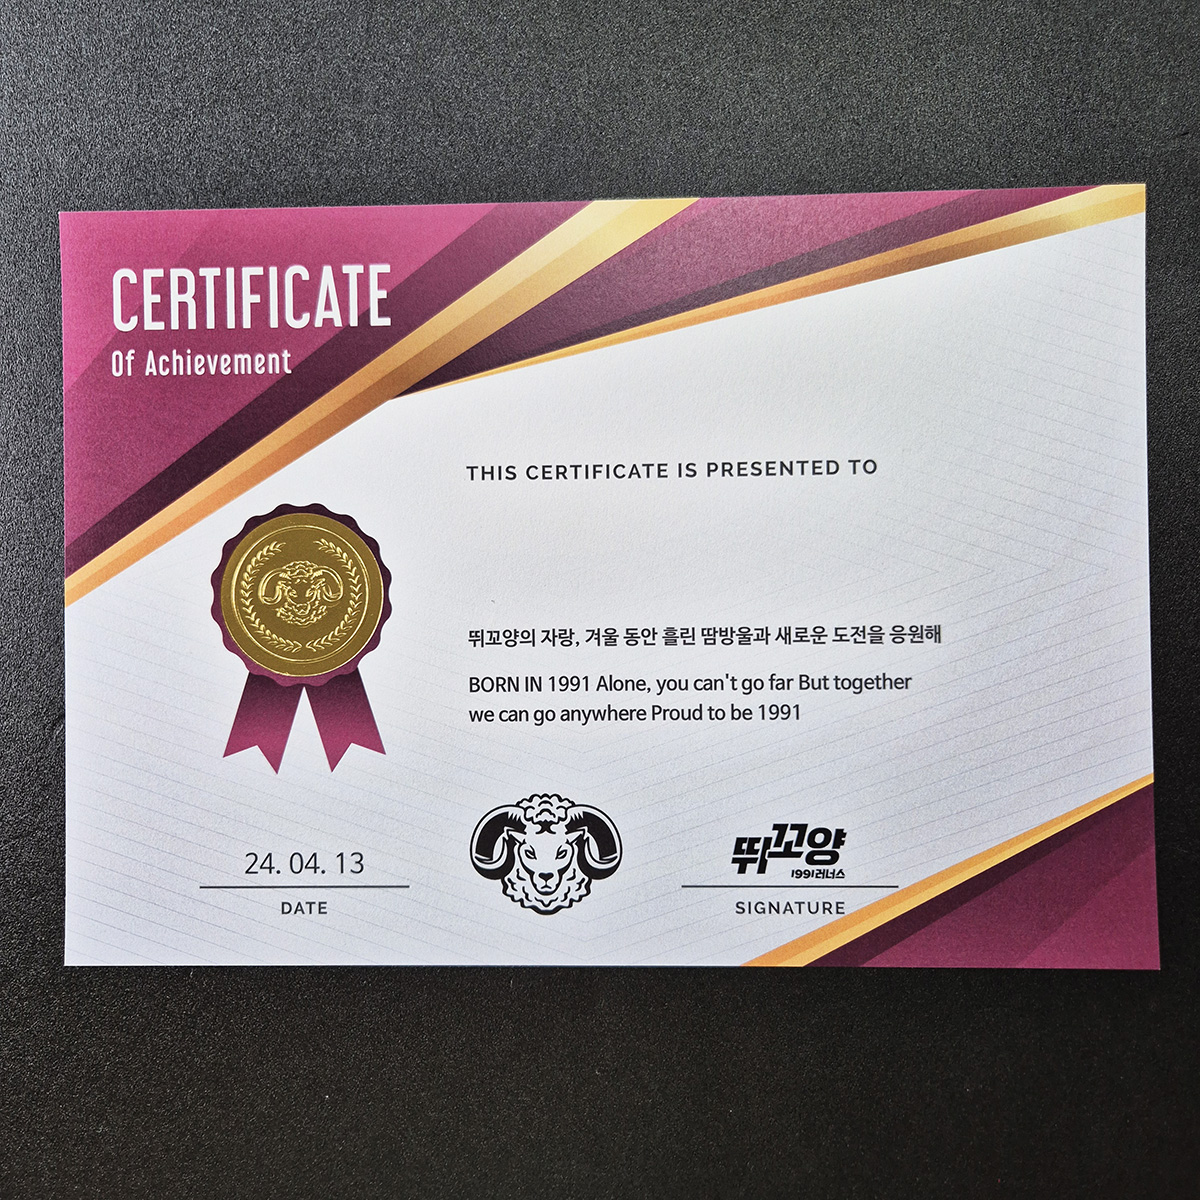 CERTIFICATE
Of Achievement
THIS CERTIFICATE IS PRESENTED TO
뛰꼬양의 자랑, 겨울 동안 흘린 땀방울과 새로운 도전을 응원해
BORN IN 1991 Alone, you can't go far But together
we can go anywhere Proud to be 1991
24. 04. 13
DATE
뛰꼬양
1991러너스
SIGNATURE